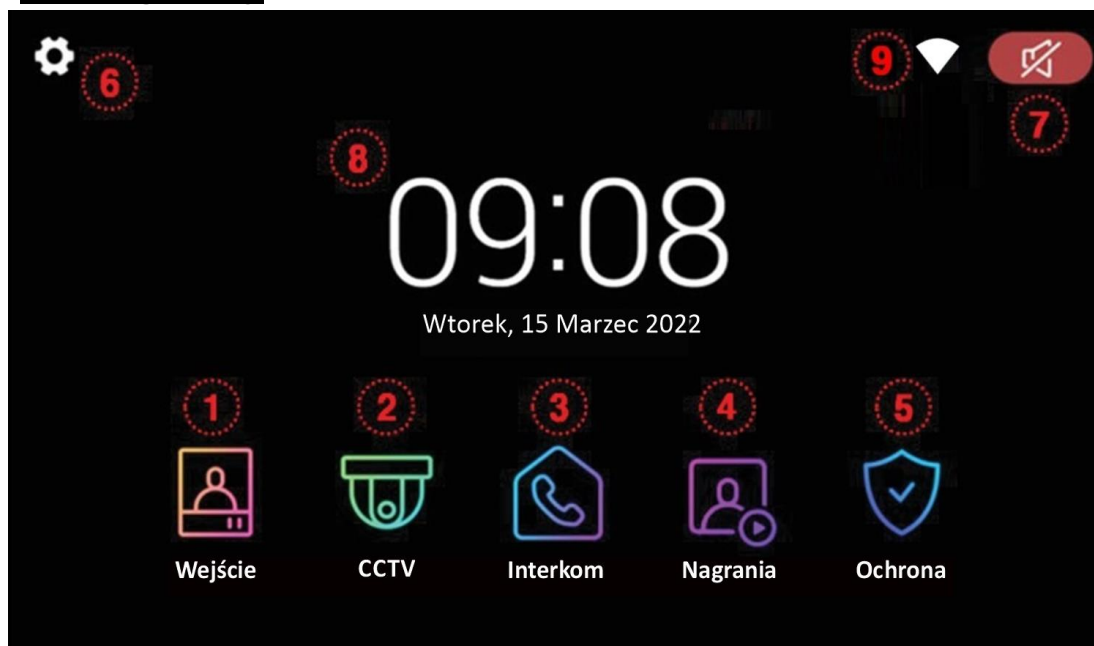 6
9
7
8
09:08
Wtorek, 15 Marzec 2022
1 2 3 4 5
Wejście CCTV Interkom Nagrania Ochrona